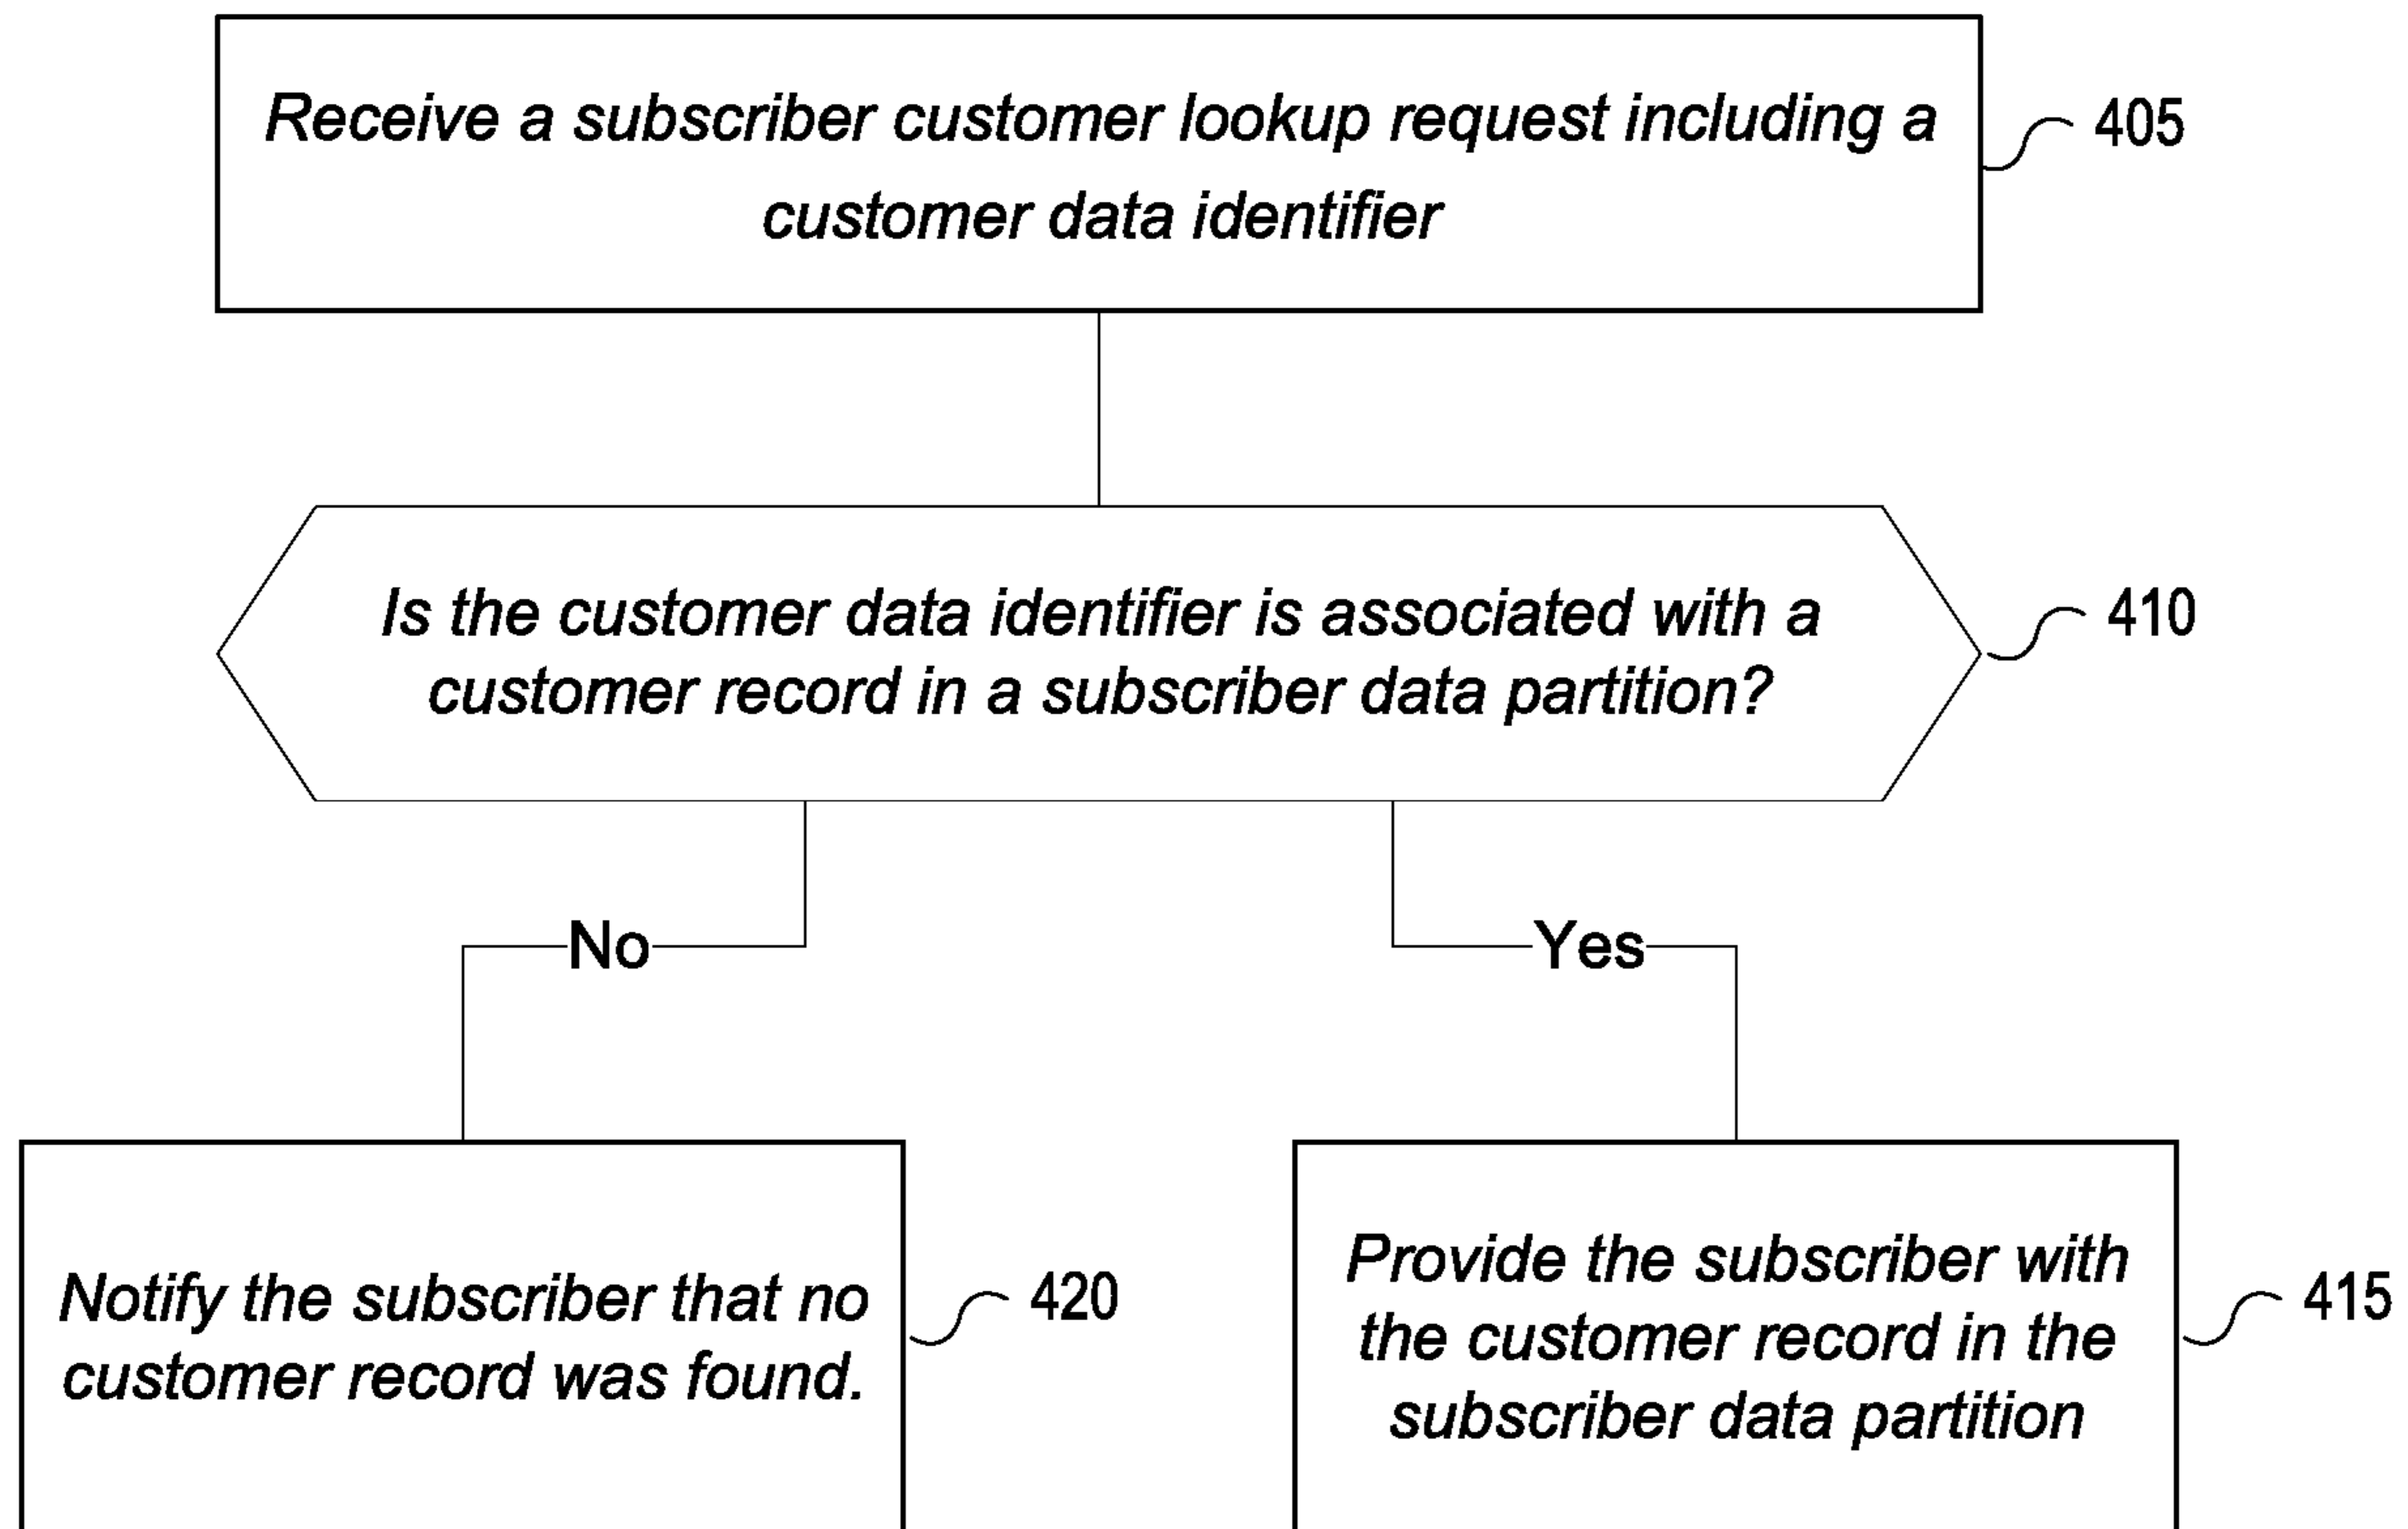 Receive a subscriber customer lookup request including a
customer data identifier
405
Is the customer data identifier is associated with a
customer record in a subscriber data partition?
410
No
Yes
Notify the subscriber that no
customer record was found.
420
Provide the subscriber with
the customer record in the
subscriber data partition
415